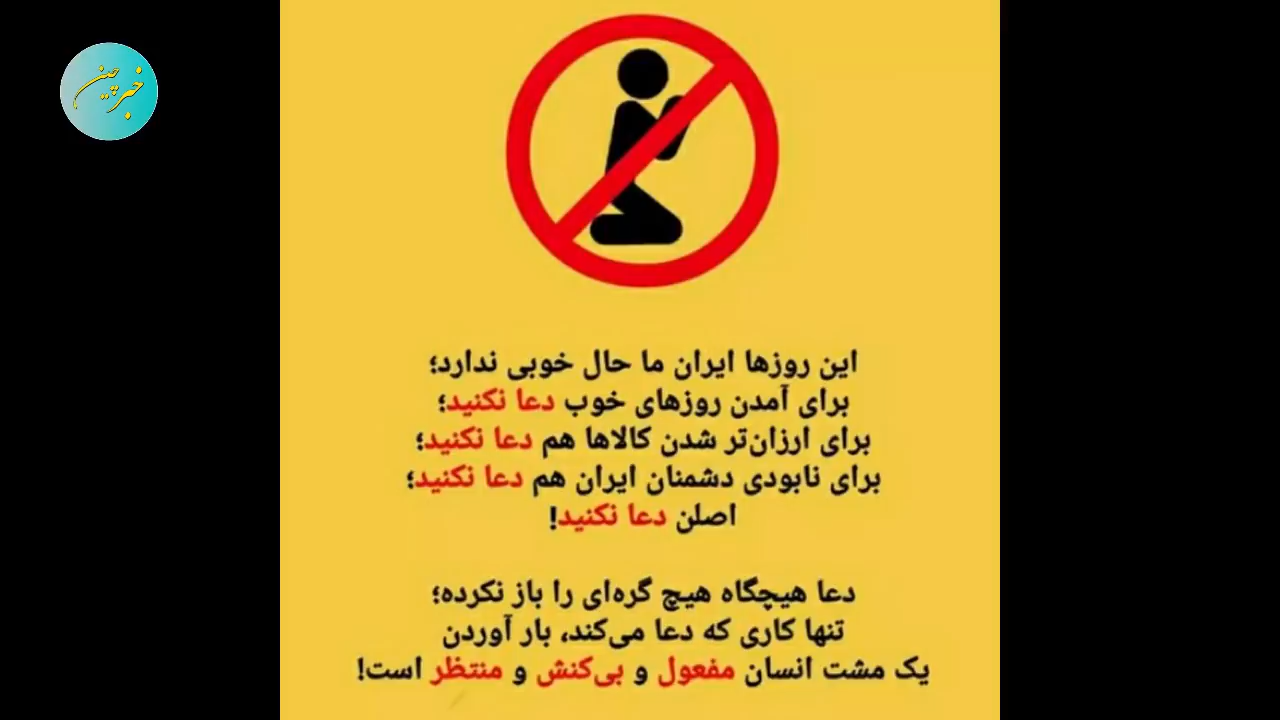 خبرچین
این روزها ایران ما حال خوبی ندارد؛
برای آمدن روزهای خوب دعا نکنید؛
برای ارزان‌تر شدن کالاها هم دعا نکنید؛
برای نابودی دشمنان ایران هم دعا نکنید؛
اصلن دعا نکنید!
دعا هیچگاه هیچ گره‌ای را باز نکرده؛
تنها کاری که دعا می‌کند، بار آوردن
یک مشت انسان مفعول و بی‌کنش و منتظر است!